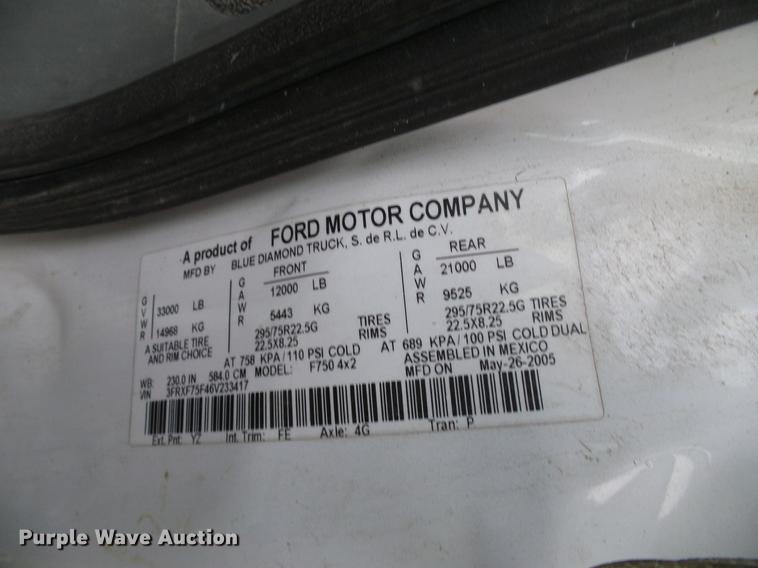 A product of FORD MOTOR COMPANY
MFD BY BLUE DIAMOND TRUCK, S. de R.L. de C.V.
GVWR 33000 LB
14968 KG
A SUITABLE TIRE
AND RIM CHOICE
GAWR FRONT
12000 LB
5443 KG
295/75R22.5G TIRES
22.5X8.25 RIMS
AT 758 KPA/110 PSI COLD
GAWR REAR
21000 LB
9525 KG
295/75R22.5G TIRES
22.5X8.25 RIMS
AT 689 KPA/100 PSI COLD DUAL
WB: 230.0 IN 584.0 CM MODEL: F750 4x2
ASSEMBLED IN MEXICO
VIN 3FRXF75F46V233417
MFD ON May-26-2005
Ext. Pnt: YZ Int. Trim: FE Axle: 4G Tran: P
Purple Wave Auction